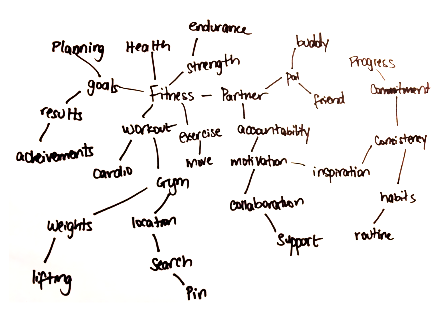 endurance
Planning
Health
buddy
strength
Progress
goals
pal
Fitness
Partner
friend
Commitment
results
workout
exercise
accountability
Consistency
acheivements
Cardio
move
motivation
inspiration
Gym
habits
weights
location
collaboration
routine
Support
Search
lifting
Pin